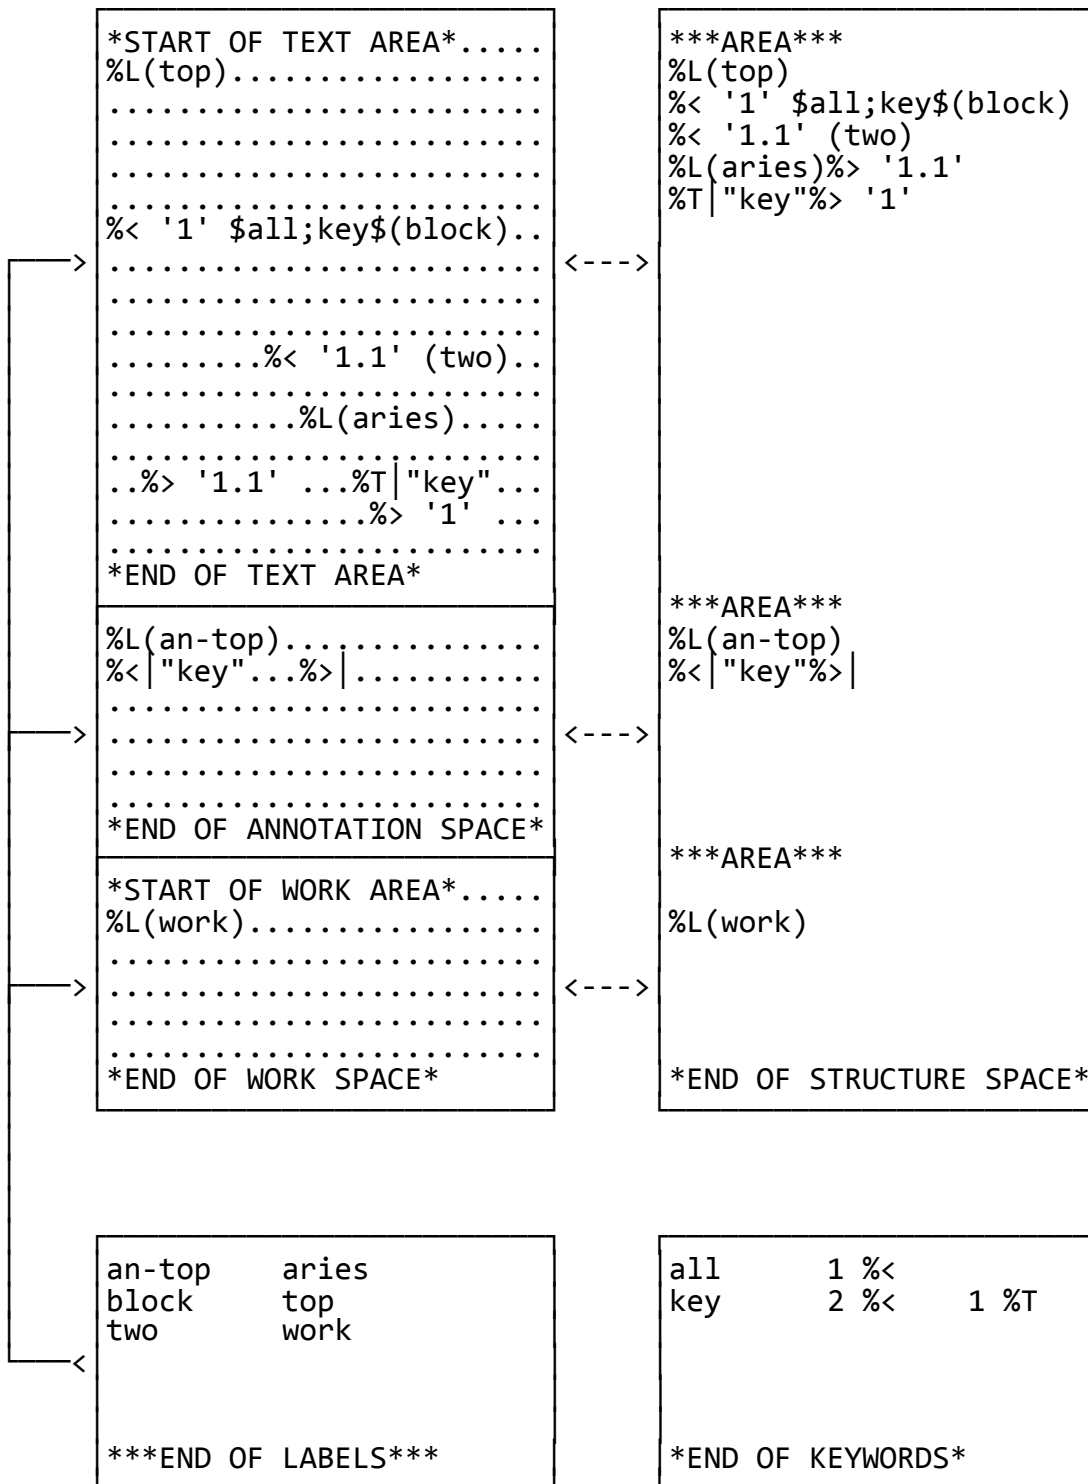 *START OF TEXT AREA*.....
%L(top).................
........................
........................
........................
........................
%< '1' $all;key$(block)..
........................
........................
........................
.........%< '1.1' (two)..
........................
...........%L(aries).....
........................
..%> '1.1' ...%T|"key"...
...............%> '1' ...
........................
*END OF TEXT AREA*
%L(an-top)..............
%<|"key"...%>|...........
........................
........................
........................
........................
*END OF ANNOTATION SPACE*
*START OF WORK AREA*.....
%L(work)................
........................
........................
........................
........................
*END OF WORK SPACE*
***AREA***
%L(top)
%< '1' $all;key$(block)
%< '1.1' (two)
%L(aries)%> '1.1'
%T|"key"%> '1'
<--->
***AREA***
%L(an-top)
%<|"key"%>|
<--->
***AREA***
%L(work)
<--->
*END OF STRUCTURE SPACE*
an-top aries
block top
two work
***END OF LABELS***
all 1 %<
key 2 %< 1 %T
*END OF KEYWORDS*